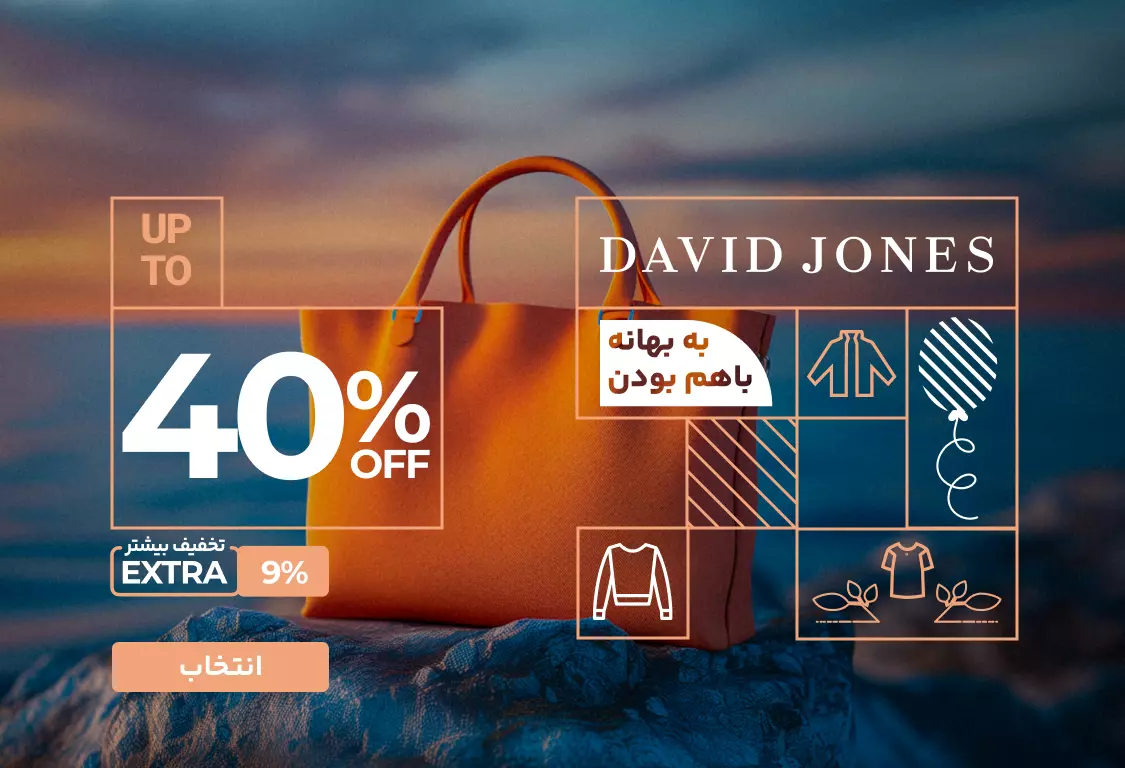 UP
TO
40% OFF
تخفیف بیشتر
EXTRA 9%
انتخاب
DAVID JONES
به بهانه
باهم بودن